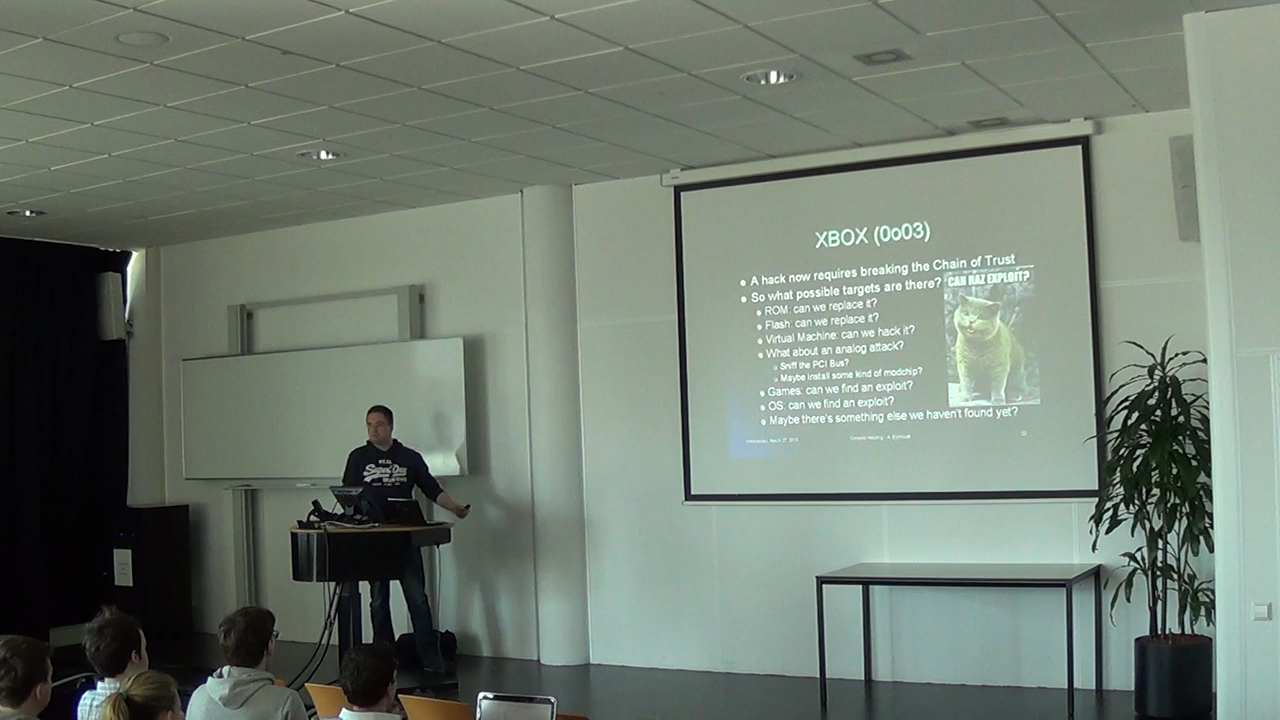 XBOX (0o03)
A hack now requires breaking the Chain of Trust
So what possible targets are there?
CAN HAZ EXPLOIT?
ROM: can we replace it?
Flash: can we replace it?
Virtual Machine: can we hack it?
What about an analog attack?
Sniff the PCI Bus?
Maybe install some kind of modchip?
Games: can we find an exploit?
OS: can we find an exploit?
Maybe there's something else we haven't found yet?
Super Dry